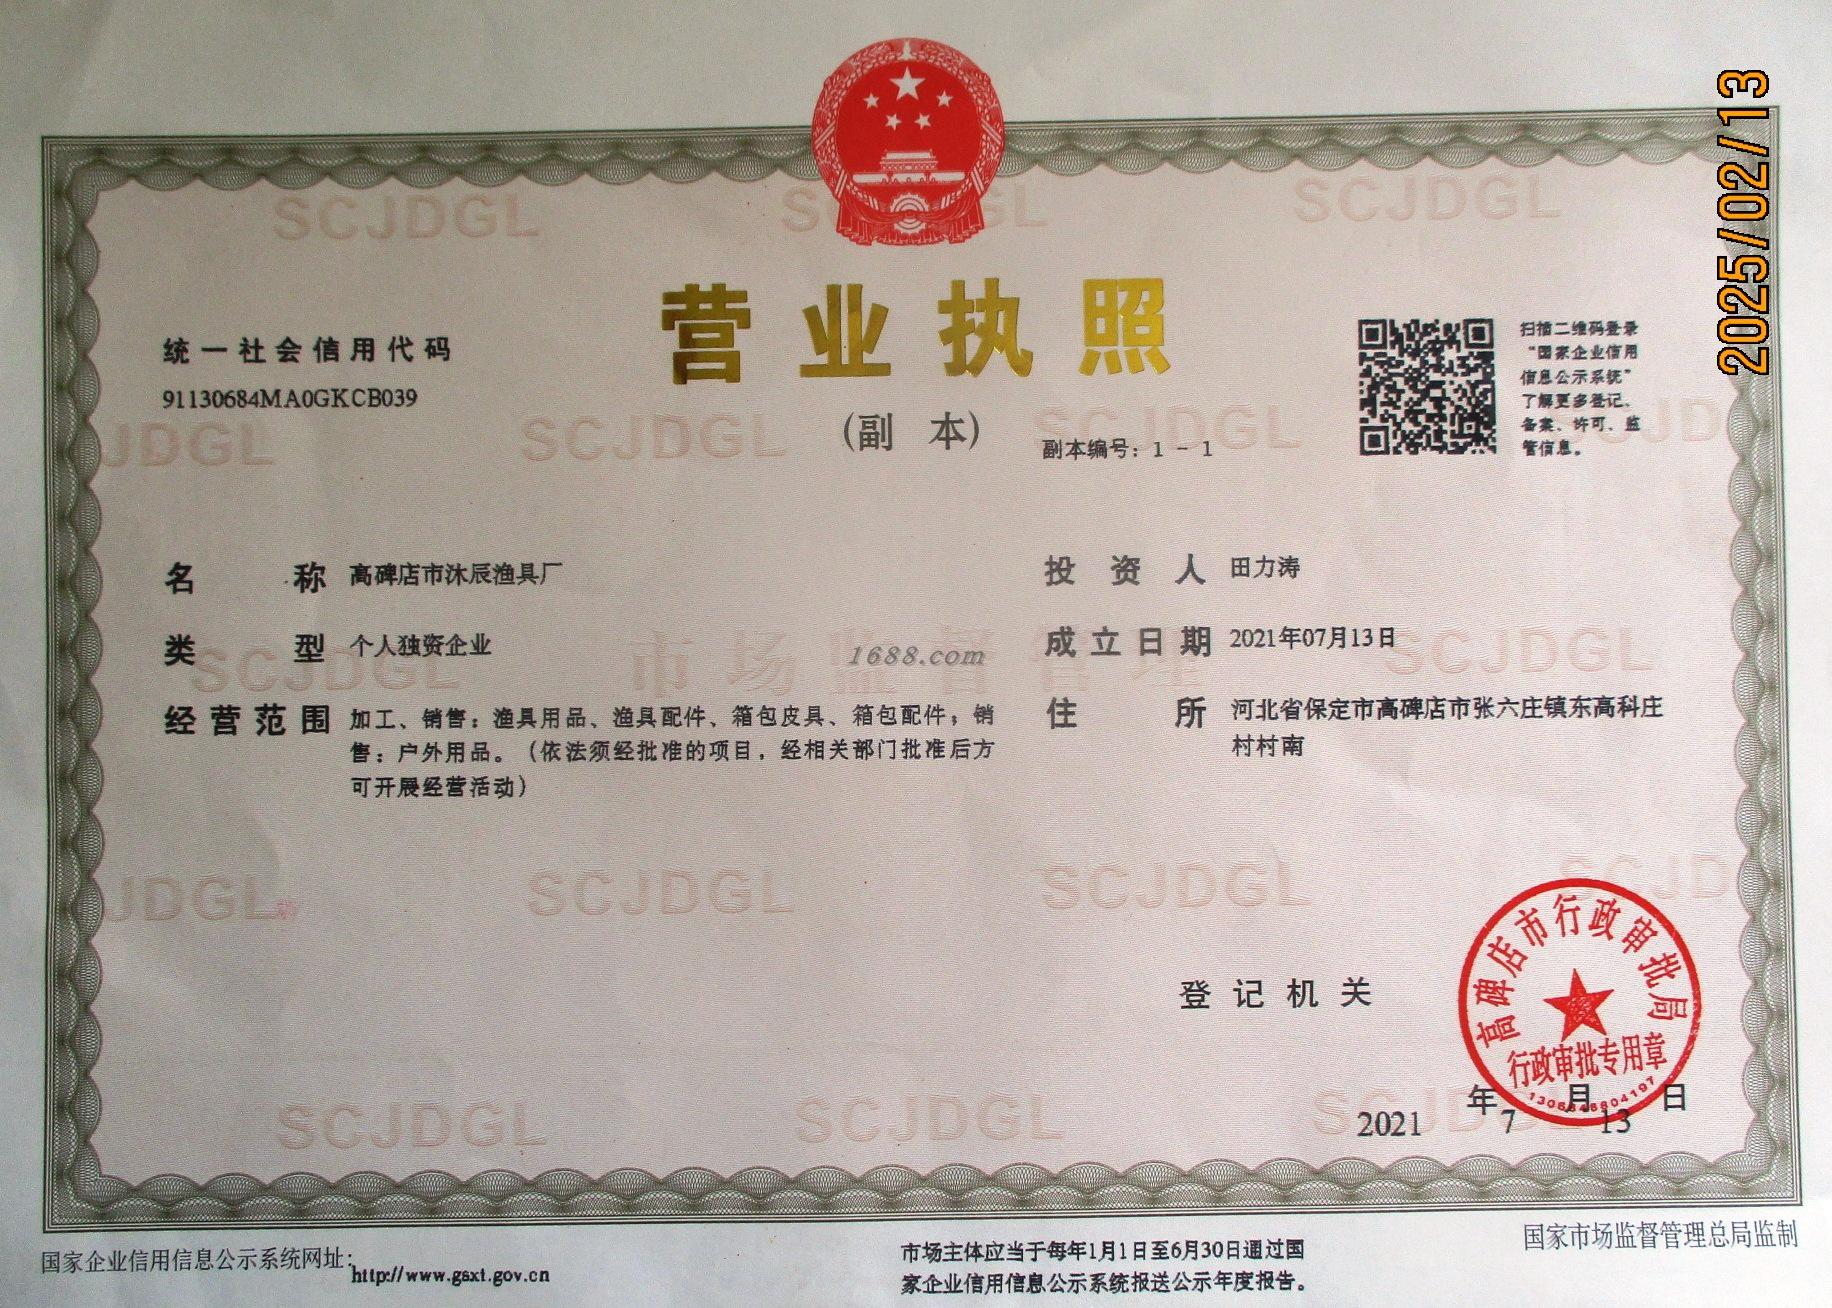 2025/02/13
营业执照
(副 本)
副本编号：1 - 1
统一社会信用代码
91130684MA0GKCB039
扫描二维码登录
“国家企业信用
信息公示系统”
了解更多登记、
备案、许可、监
管信息。
名 称 高碑店市沐辰渔具厂
类 型 个人独资企业
经营范围 加工、销售：渔具用品、渔具配件、箱包皮具、箱包配件；销
售：户外用品。（依法须经批准的项目，经相关部门批准后方
可开展经营活动）
投 资 人 田力涛
成立日期 2021年07月13日
住 所 河北省保定市高碑店市张六庄镇东高科庄
村村南
1688.com
市场监督管理
SCJDGL
登记机关
高碑店市行政审批局
行政审批专用章
2021 年 7 月 13 日
国家企业信用信息公示系统网址：http://www.gsxt.gov.cn
市场主体应当于每年1月1日至6月30日通过国
家企业信用信息公示系统报送公示年度报告。
国家市场监督管理总局监制